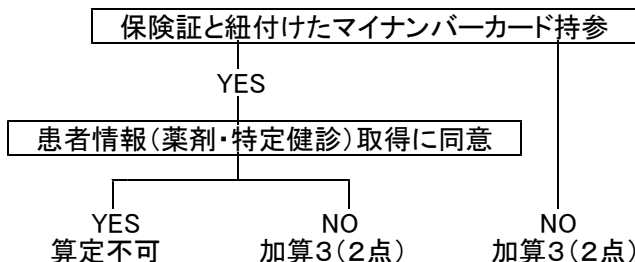 保険証と紐付けたマイナンバーカード持参
YES
患者情報(薬剤・特定健診)取得に同意
YES NO NO
算定不可 加算3(2点) 加算3(2点)